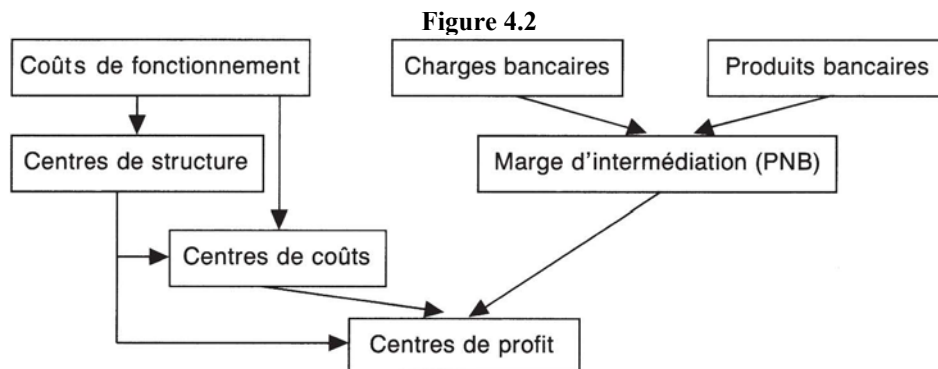 Figure 4.2
Coûts de fonctionnement
Charges bancaires
Produits bancaires
Centres de structure
Marge d'intermédiation (PNB)
Centres de coûts
Centres de profit